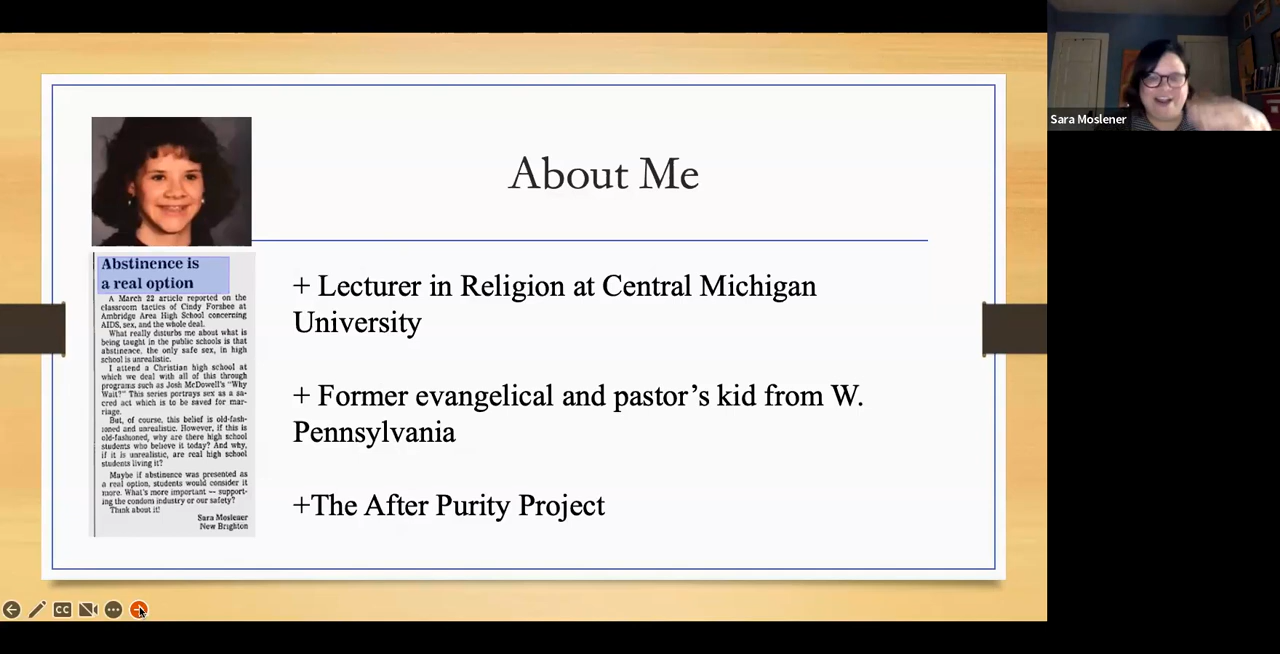 About Me
Abstinence is
a real option
A March 22 article reported on the
classroom tactics of Cindy Forsbee at
Ambridge Area High School concerning
AIDS, sex, and the whole deal.
What really disturbs me about what is
being taught in the public schools is that
abstinence, the only safe sex, in high
school is unrealistic.
I attend a Christian high school at
which we deal with all of this through
programs such as Josh McDowell's "Why
Wait?" This series portrays sex as a sa-
cred act which is to be saved for mar-
riage.
But, of course, this belief is old-fash-
ioned and unrealistic. However, if this is
old-fashioned, why are there high school
students who believe it today? And why,
if it is unrealistic, are real high school
students living it?
Maybe if abstinence was presented as
a real option, students would consider it
more. What's more important — support-
ing the condom industry or our safety?
Think about it!
Sara Moslener
New Brighton
+ Lecturer in Religion at Central Michigan
University
+ Former evangelical and pastor's kid from W.
Pennsylvania
+The After Purity Project
Sara Moslener
CC